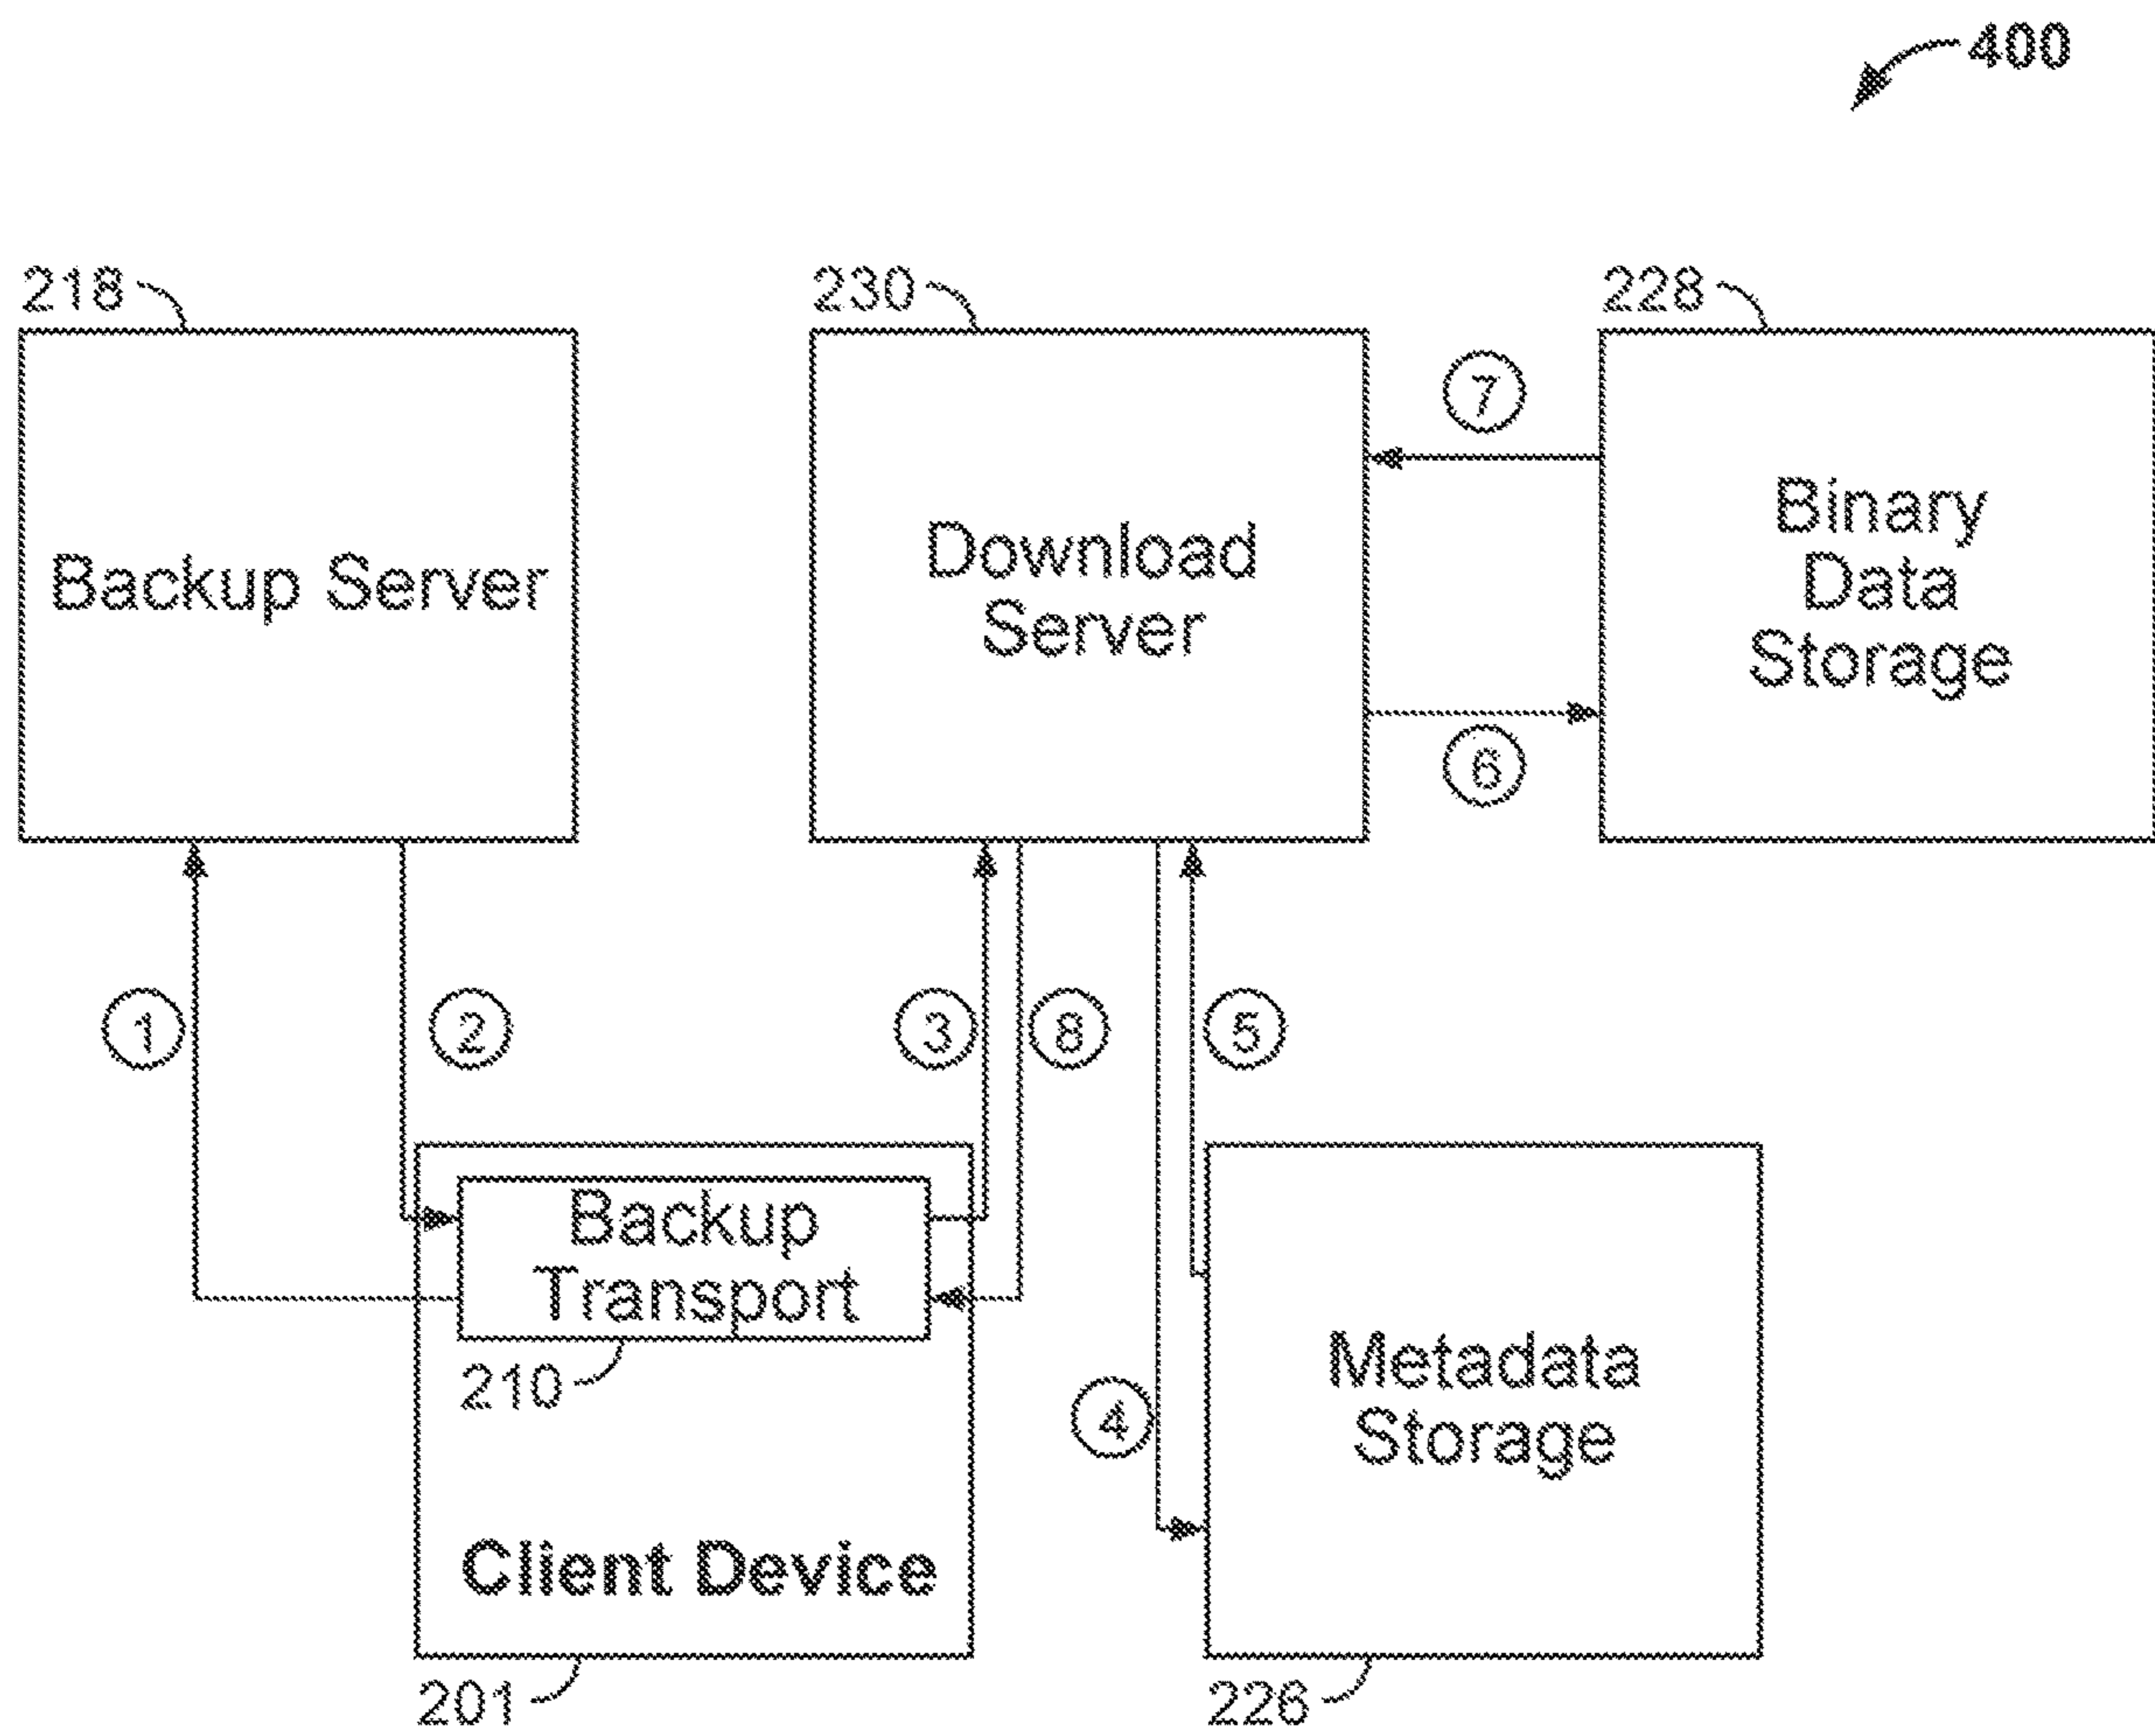 400
218
230
228
Backup Server
Download
Server
Binary
Data
Storage
7
6
1
2
3
8
5
4
Backup
Transport
210
Client Device
201
Metadata
Storage
226